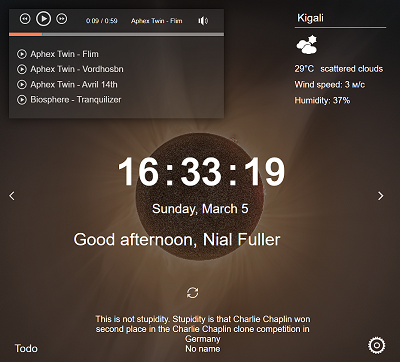 0:09 / 0:59 Aphex Twin - Flim
Aphex Twin - Flim
Aphex Twin - Vordhosbn
Aphex Twin - Avril 14th
Biosphere - Tranquilizer
Kigali
29°C scattered clouds
Wind speed: 3 м/с
Humidity: 37%
16:33:19
Sunday, March 5
Good afternoon, Nial Fuller
This is not stupidity. Stupidity is that Charlie Chaplin won
second place in the Charlie Chaplin clone competition in
Germany
No name
Todo